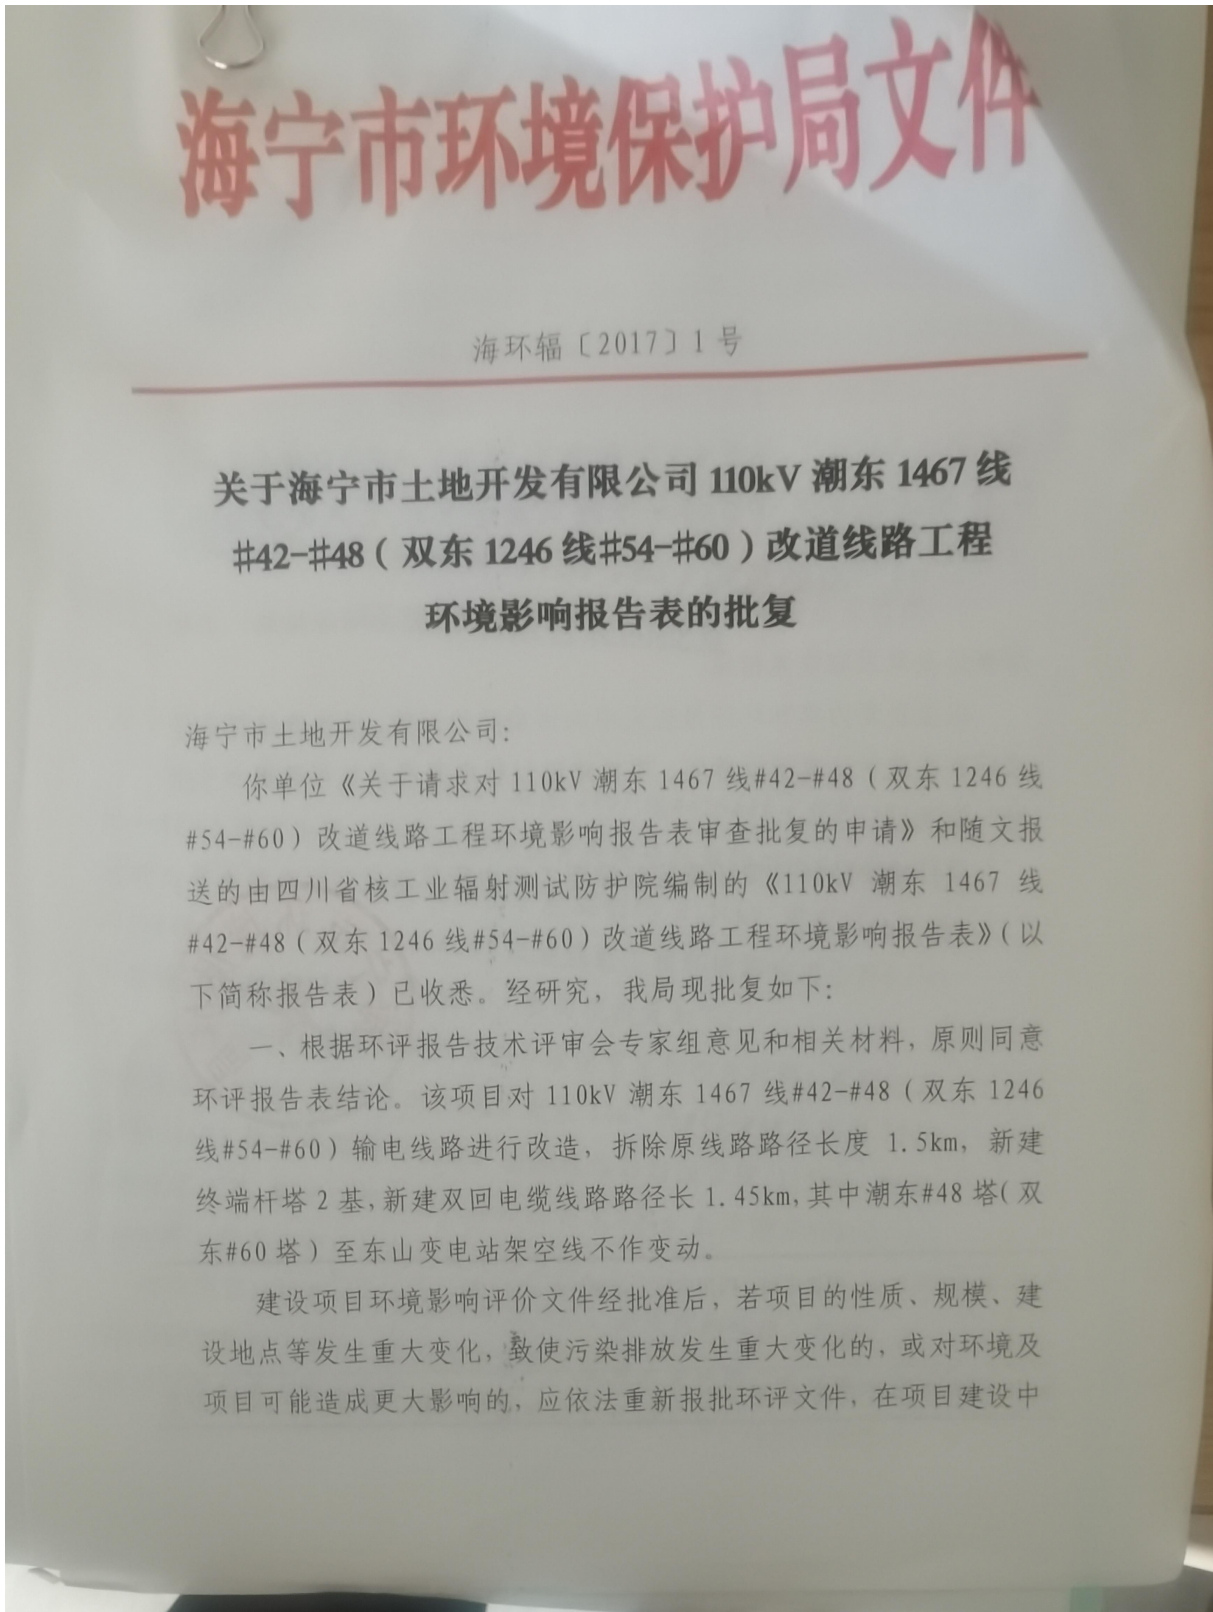 海宁市环境保护局文件
海环辐〔2017〕1号
关于海宁市土地开发有限公司110kV潮东1467线
#42-#48（双东1246线#54-#60）改道线路工程
环境影响报告表的批复
海宁市土地开发有限公司：
你单位《关于请求对110kV潮东1467线#42-#48（双东1246线
#54-#60）改道线路工程环境影响报告表审查批复的申请》和随文报
送的由四川省核工业辐射测试防护院编制的《110kV 潮东 1467 线
#42-#48（双东1246线#54-#60）改道线路工程环境影响报告表》（以
下简称报告表）已收悉。经研究，我局现批复如下：
一、根据环评报告技术评审会专家组意见和相关材料，原则同意
环评报告表结论。该项目对110kV潮东1467线#42-#48（双东1246
线#54-#60）输电线路进行改造，拆除原线路路径长度 1.5km，新建
终端杆塔2基，新建双回电缆线路路径长1.45km，其中潮东#48塔（双
东#60塔）至东山变电站架空线不作变动。
建设项目环境影响评价文件经批准后，若项目的性质、规模、建
设地点等发生重大变化，致使污染排放发生重大变化的，或对环境及
项目可能造成更大影响的，应依法重新报批环评文件，在项目建设中